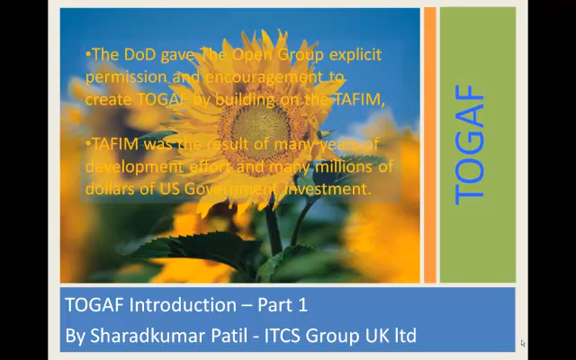 •The DoD gave The Open Group explicit
permission and encouragement to
create TOGAF by building on the TAFIM,
•TAFIM was the result of many years of
development effort and many millions of
dollars of US Government investment.
TOGAF
TOGAF Introduction – Part 1
By Sharadkumar Patil - ITCS Group UK ltd